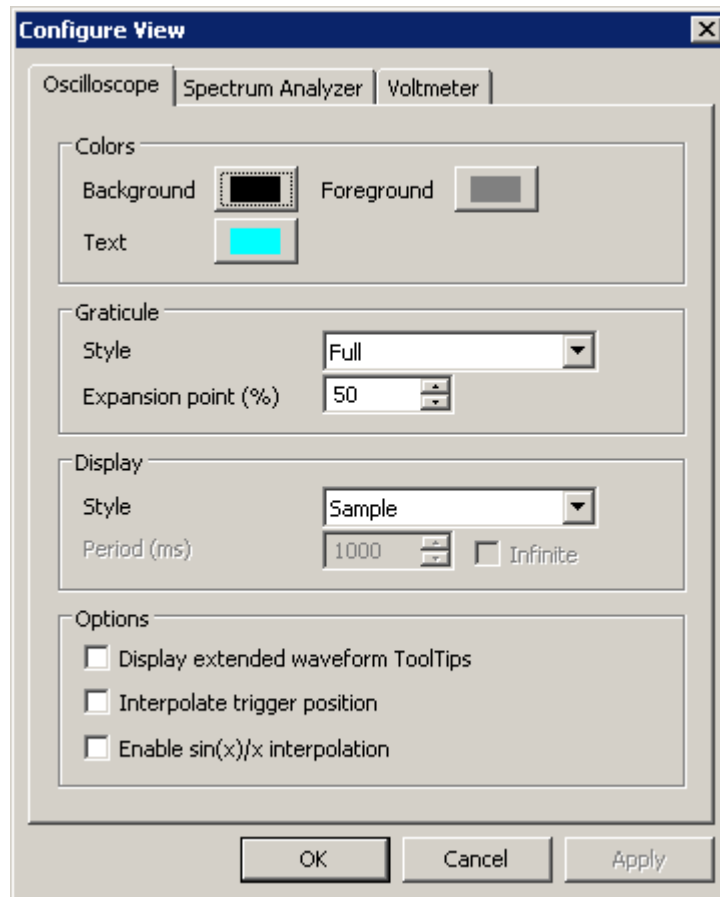 Configure View
Oscilloscope Spectrum Analyzer Voltmeter
Colors
Background Foreground
Text
Graticule
Style Full
Expansion point (%) 50
Display
Style Sample
Period (ms) 1000 Infinite
Options
Display extended waveform ToolTips
Interpolate trigger position
Enable sin(x)/x interpolation
OK Cancel Apply